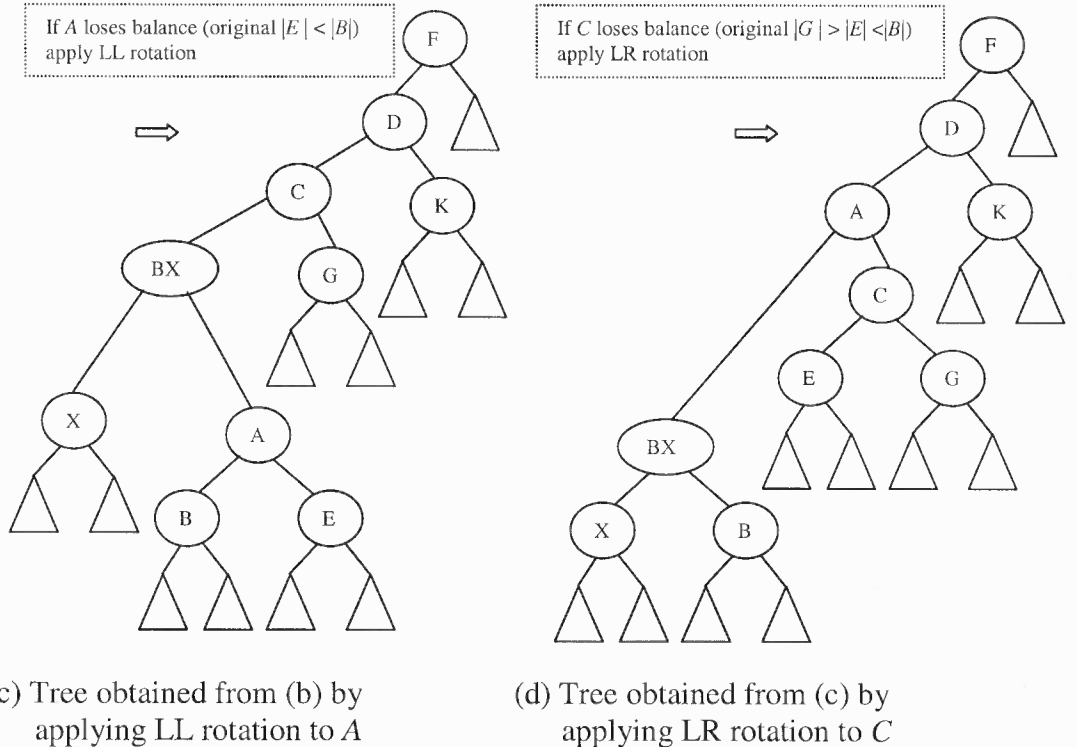 If A loses balance (original |E| < |B|)
apply LL rotation
F
D
C
K
BX
G
X
A
B
E
c) Tree obtained from (b) by
applying LL rotation to A
If C loses balance (original |G| > |E| <|B|)
apply LR rotation
F
D
A
K
C
E
G
BX
X
B
(d) Tree obtained from (c) by
applying LR rotation to C